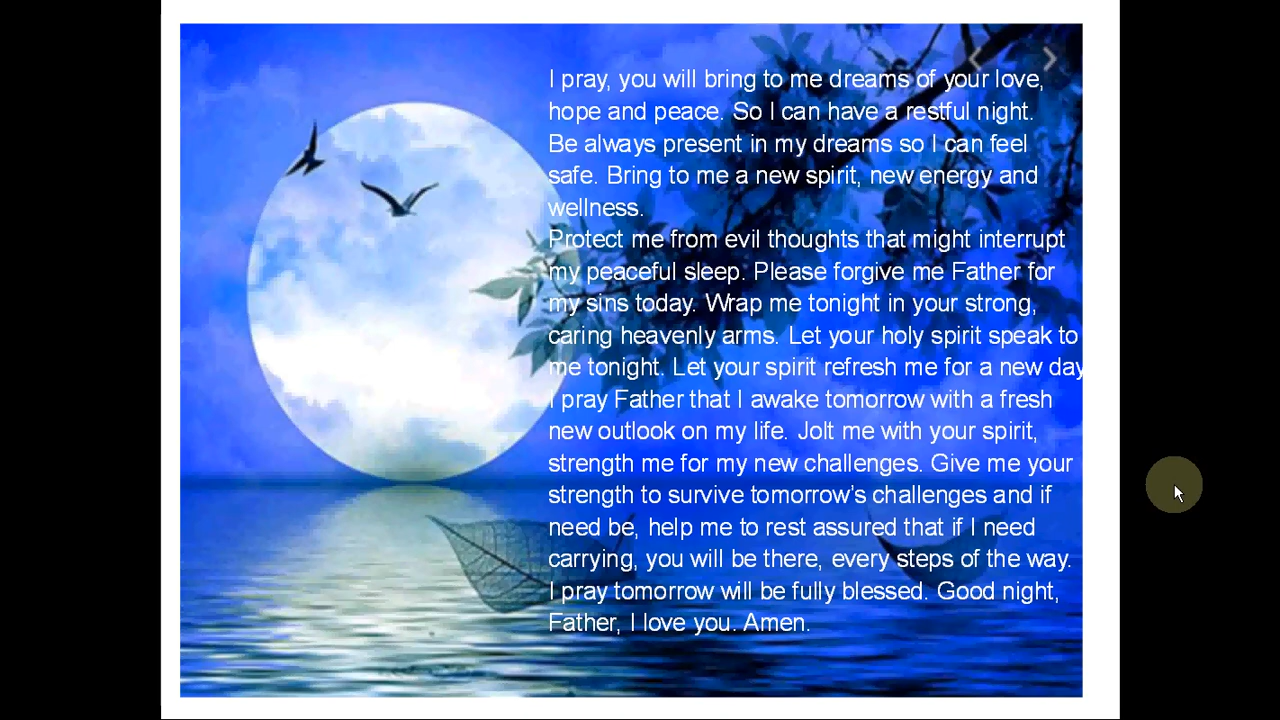 I pray, you will bring to me dreams of your love,
hope and peace. So I can have a restful night.
Be always present in my dreams so I can feel
safe. Bring to me a new spirit, new energy and
wellness.
Protect me from evil thoughts that might interrupt
my peaceful sleep. Please forgive me Father for
my sins today. Wrap me tonight in your strong,
caring heavenly arms. Let your holy spirit speak to
me tonight. Let your spirit refresh me for a new day
I pray Father that I awake tomorrow with a fresh
new outlook on my life. Jolt me with your spirit,
strength me for my new challenges. Give me your
strength to survive tomorrow's challenges and if
need be, help me to rest assured that if I need
carrying, you will be there, every steps of the way.
I pray tomorrow will be fully blessed. Good night,
Father, I love you. Amen.